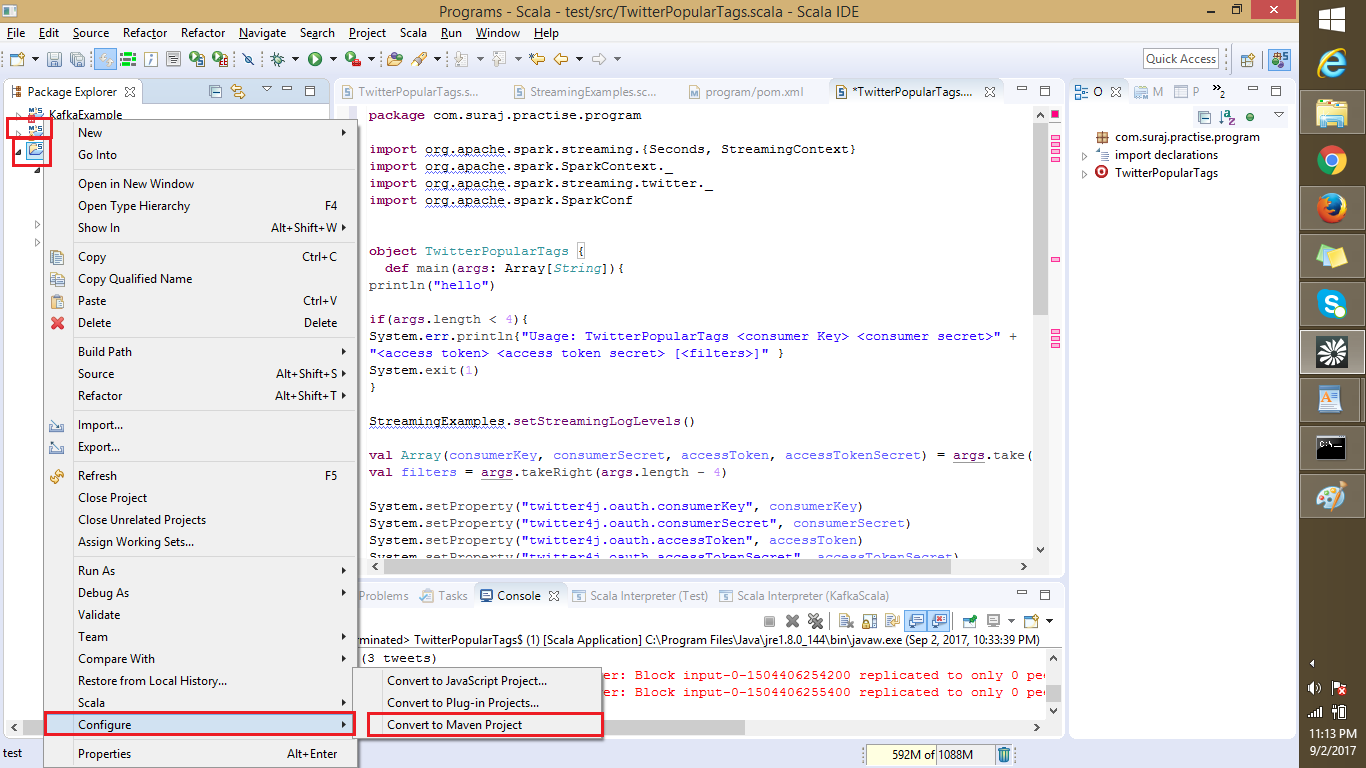 Programs - Scala - test/src/TwitterPopularTags.scala - Scala IDE
File Edit Source Refactor Refactor Navigate Search Project Scala Run Window Help
Quick Access
Package Explorer
TwitterPopularTags.s... StreamingExamples.sc... program/pom.xml *TwitterPopularTags.... O M P »2
KafkaExample
New
Go Into
Open in New Window
Open Type Hierarchy F4
Show In Alt+Shift+W
Copy Ctrl+C
Copy Qualified Name
Paste Ctrl+V
Delete Delete
Build Path
Source Alt+Shift+S
Refactor Alt+Shift+T
Import...
Export...
Refresh F5
Close Project
Close Unrelated Projects
Assign Working Sets...
Run As
Debug As
Validate
Team
Compare With
Restore from Local History...
Scala
Configure
Properties Alt+Enter
Convert to JavaScript Project...
Convert to Plug-in Projects...
Convert to Maven Project
package com.suraj.practise.program
import org.apache.spark.streaming.{Seconds, StreamingContext}
import org.apache.spark.SparkContext._
import org.apache.spark.streaming.twitter._
import org.apache.spark.SparkConf
object TwitterPopularTags {
def main(args: Array[String]){
println("hello")
if(args.length < 4){
System.err.println{"Usage: TwitterPopularTags <consumer Key> <consumer secret>" +
"<access token> <access token secret> [<filters>]" }
System.exit(1)
}
StreamingExamples.setStreamingLogLevels()
val Array(consumerKey, consumerSecret, accessToken, accessTokenSecret) = args.take(
val filters = args.takeRight(args.length - 4)
System.setProperty("twitter4j.oauth.consumerKey", consumerKey)
System.setProperty("twitter4j.oauth.consumerSecret", consumerSecret)
System.setProperty("twitter4j.oauth.accessToken", accessToken)
System.setProperty("twitter4j.oauth.accessTokenSecret", accessTokenSecret)
com.suraj.practise.program
import declarations
TwitterPopularTags
Problems Tasks Console Scala Interpreter (Test) Scala Interpreter (KafkaScala)
minated> TwitterPopularTags$ (1) [Scala Application] C:\Program Files\Java\jre1.8.0_144\bin\javaw.exe (Sep 2, 2017, 10:33:39 PM)
(3 tweets)
er: Block input-0-1504406254200 replicated to only 0 pe
er: Block input-0-1504406255400 replicated to only 0 pe
test
592M of 1088M
11:13 PM
9/2/2017